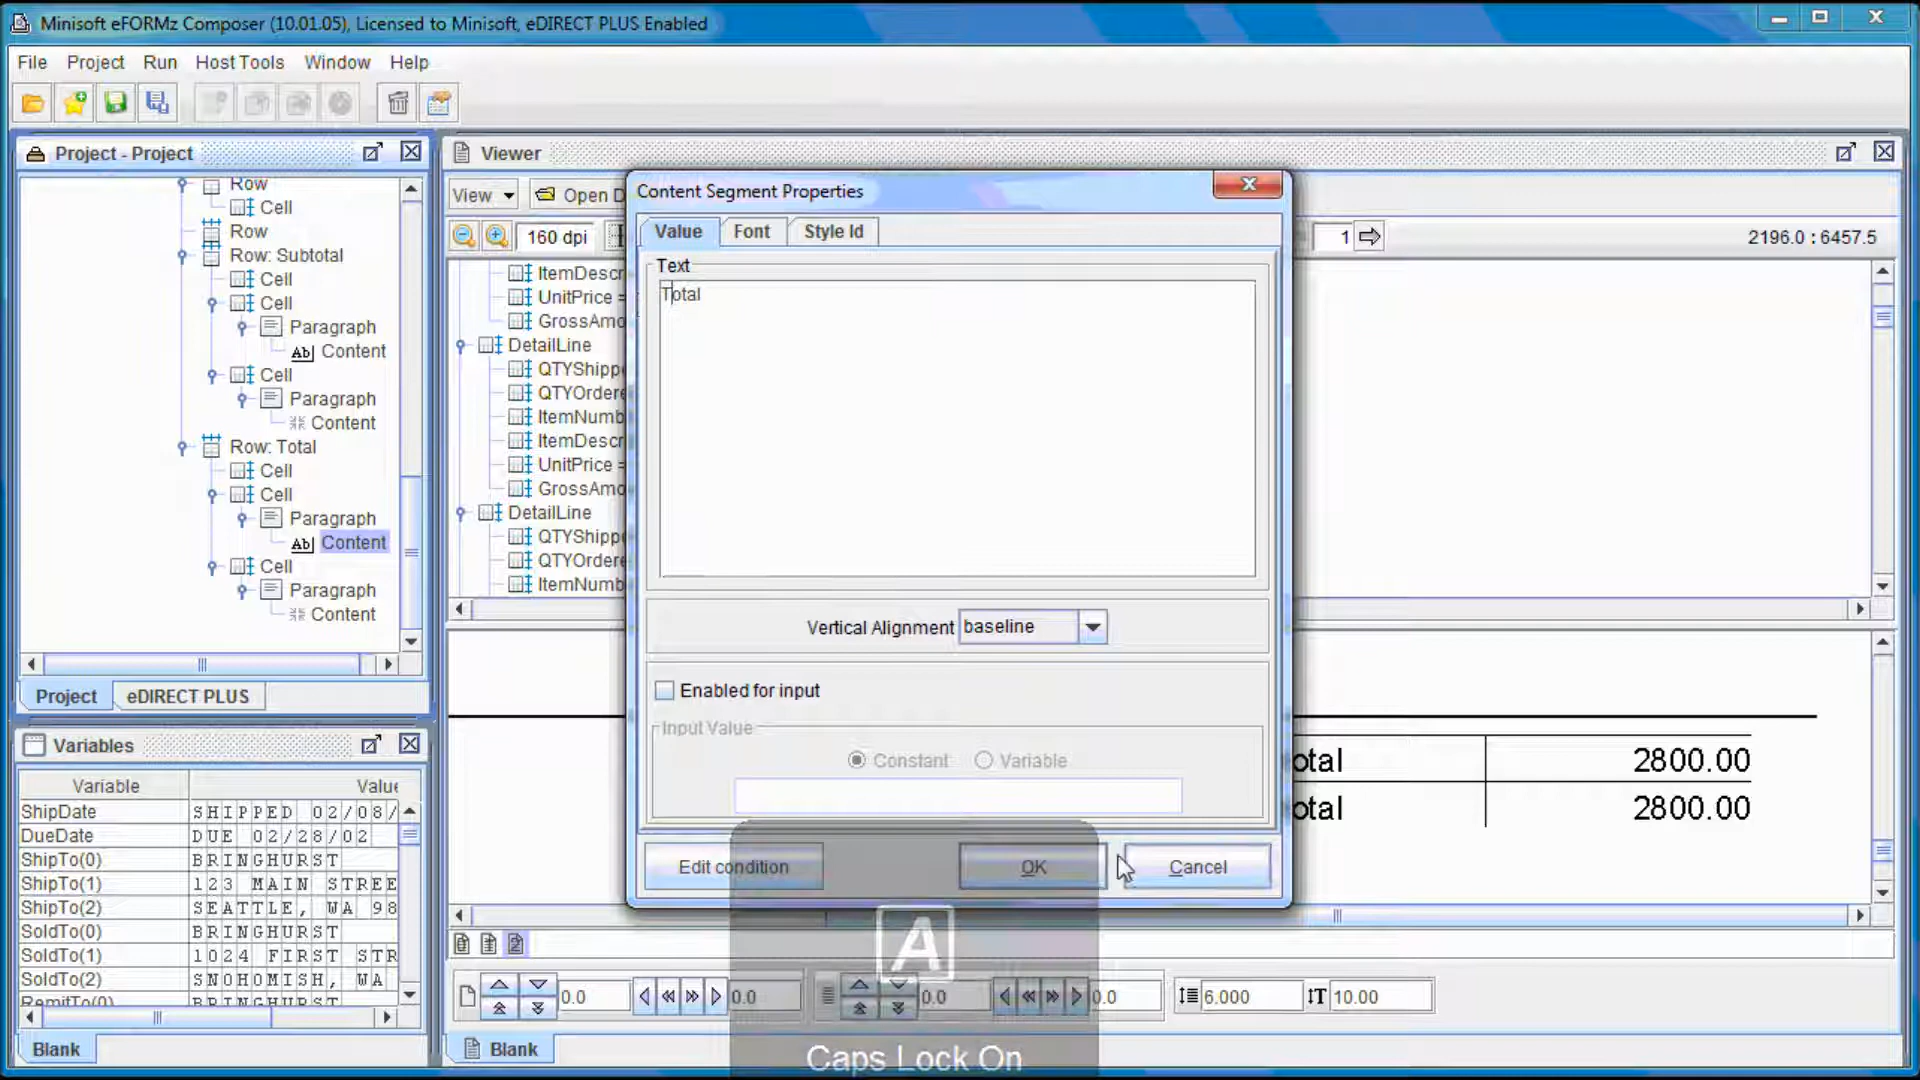 Minisoft eFORMz Composer (10.01.05), Licensed to Minisoft, eDIRECT PLUS Enabled
File Project Run Host Tools Window Help
Project - Project
Row
Cell
Row
Row: Subtotal
Cell
Cell
Paragraph
Ab| Content
Cell
Paragraph
Content
Row: Total
Cell
Cell
Paragraph
Ab| Content
Cell
Paragraph
Content
Project eDIRECT PLUS
Variables
Variable Value
ShipDate SHIPPED 02/08/
DueDate DUE 02/28/02
ShipTo(0) BRINGHURST
ShipTo(1) 123 MAIN STREE
ShipTo(2) SEATTLE, WA 98
SoldTo(0) BRINGHURST
SoldTo(1) 1024 FIRST STR
SoldTo(2) SNOHOMISH, WA
RemitTo(0) BRINGHURST
Blank
Viewer
View Open D
160 dpi 1 2196.0 : 6457.5
ItemDescr
UnitPrice =
GrossAmo
DetailLine
QTYShippe
QTYOrdere
ItemNumb
ItemDescr
UnitPrice =
GrossAmo
DetailLine
QTYShippe
QTYOrdere
ItemNumb
Content Segment Properties
Value Font Style Id
Text
Total
Vertical Alignment baseline
Enabled for input
Input Value
Constant Variable
Edit condition OK Cancel
otal 2800.00
otal 2800.00
A
Caps Lock On
0.0 0.0 0.0 0.0 6.000 10.00
Blank